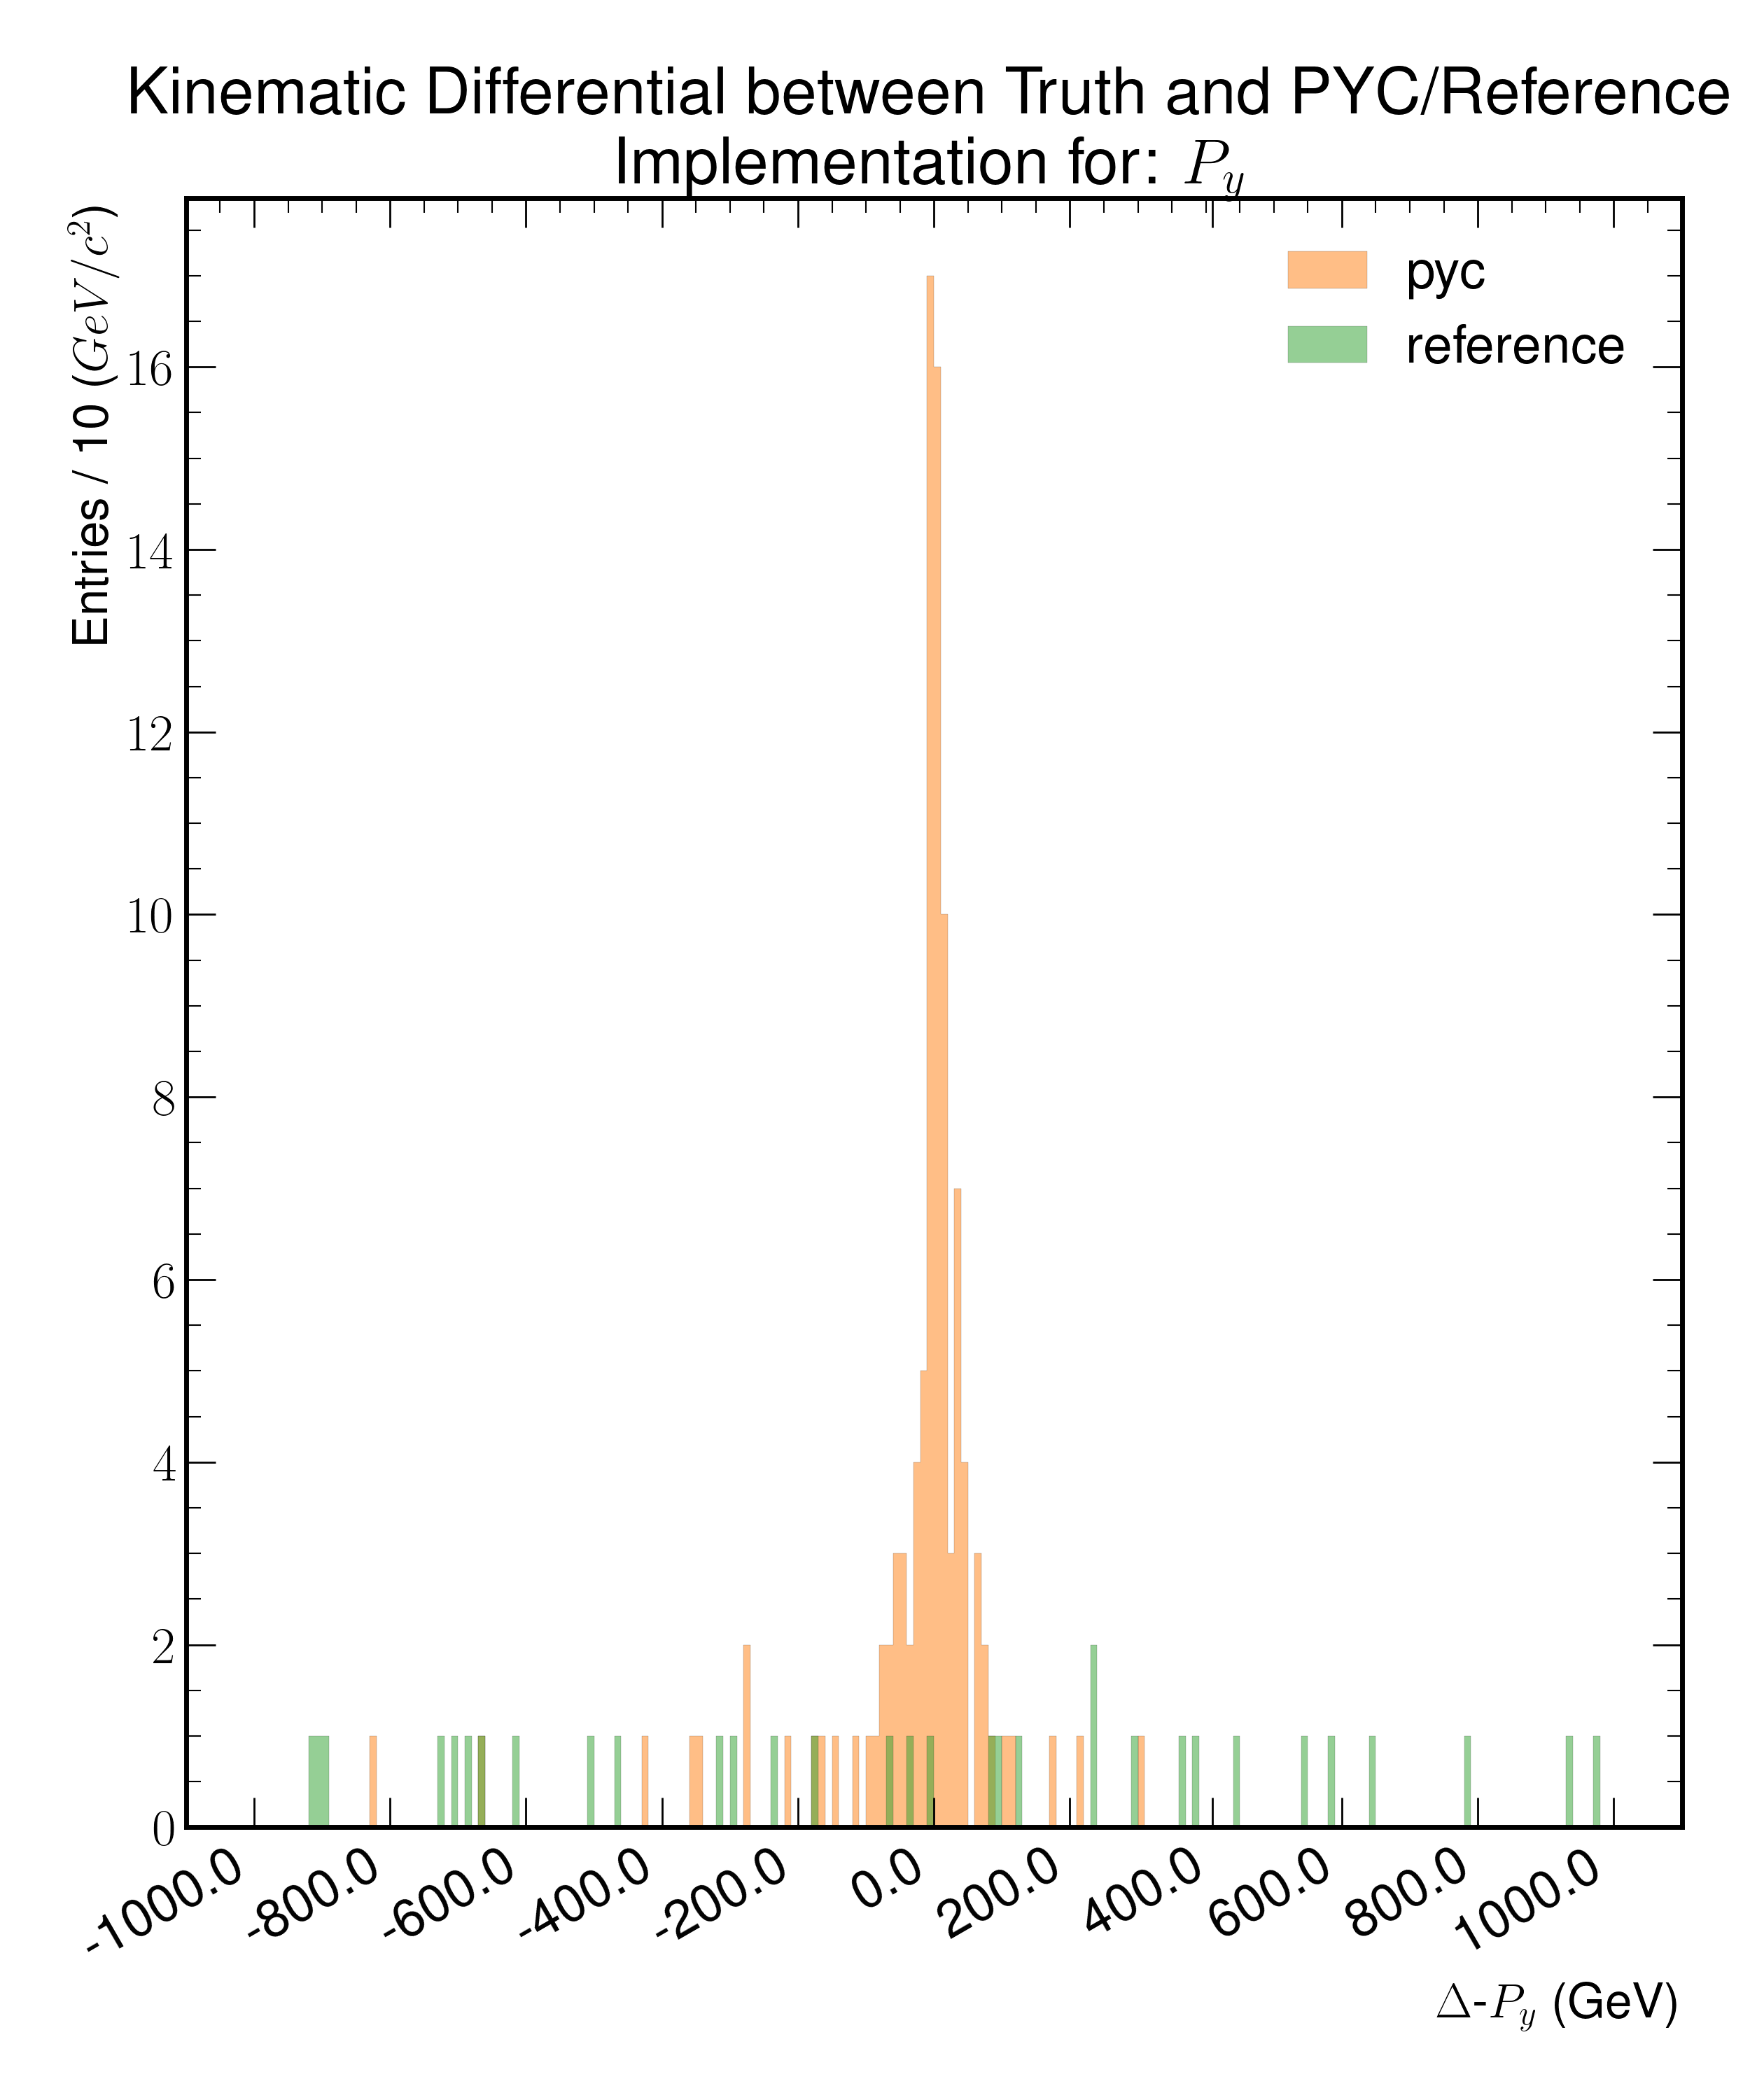 Kinematic Differential between Truth and PYC/Reference
Implementation for: $P_y$
Entries / 10 ($GeV/c^2$)
pyc
reference
16
14
12
10
8
6
4
2
0
-1000.0 -800.0 -600.0 -400.0 -200.0 0.0 200.0 400.0 600.0 800.0 1000.0
Δ-$P_y$ (GeV)